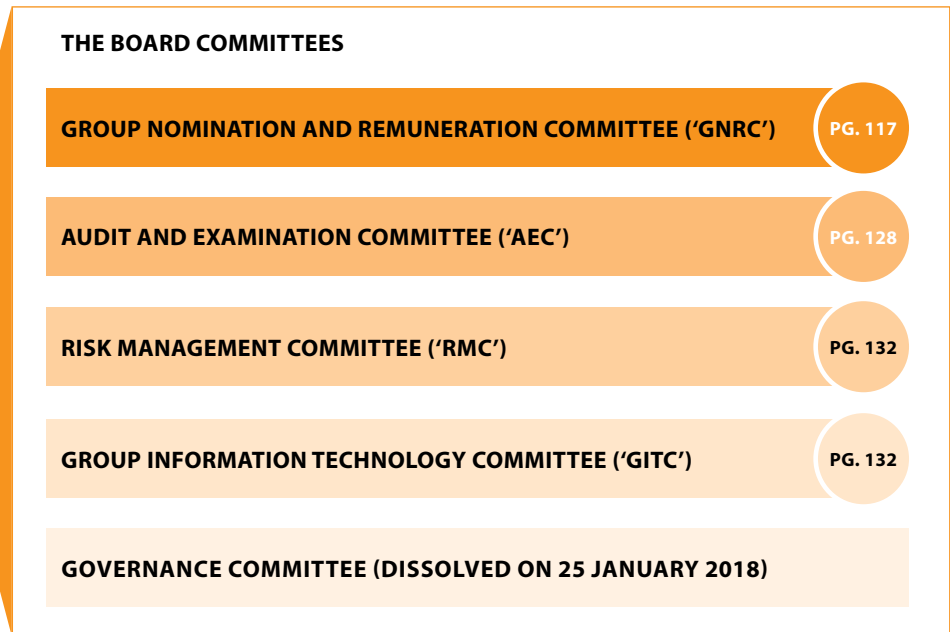 THE BOARD COMMITTEES
GROUP NOMINATION AND REMUNERATION COMMITTEE (‘GNRC’)
PG. 117
AUDIT AND EXAMINATION COMMITTEE (‘AEC’)
PG. 128
RISK MANAGEMENT COMMITTEE (‘RMC’)
PG. 132
GROUP INFORMATION TECHNOLOGY COMMITTEE (‘GITC’)
PG. 132
GOVERNANCE COMMITTEE (DISSOLVED ON 25 JANUARY 2018)